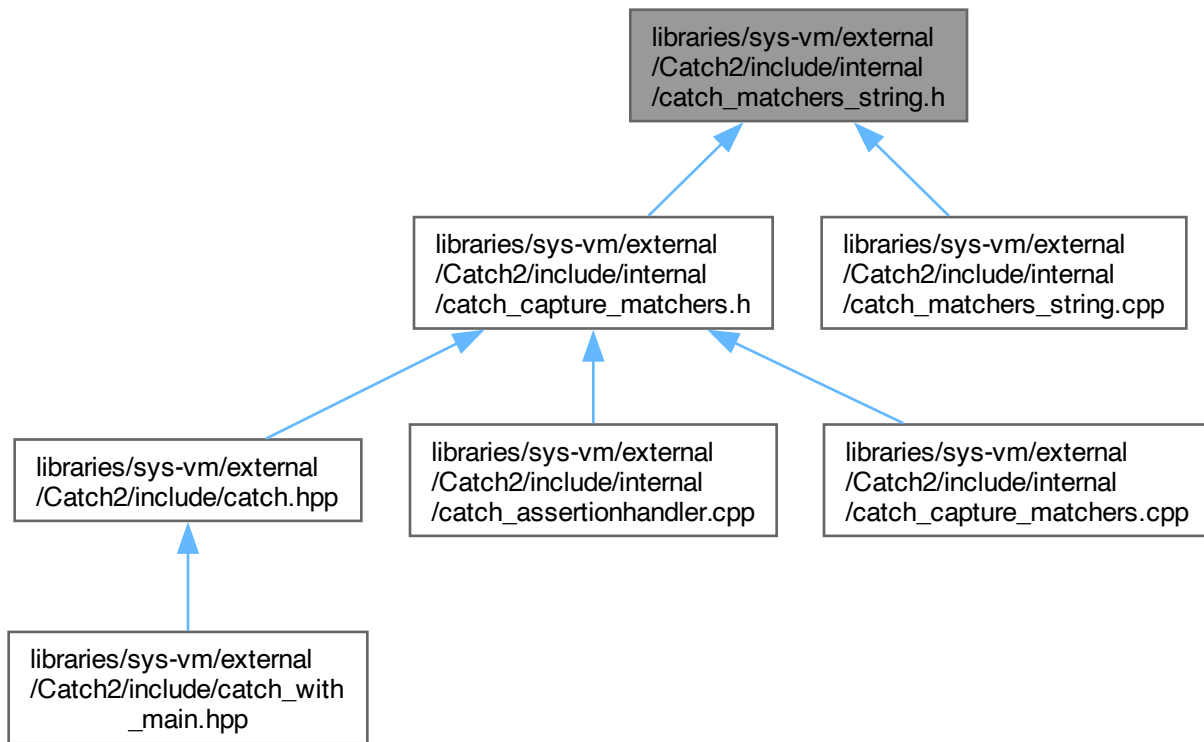 libraries/sys-vm/external
/Catch2/include/internal
/catch_matchers_string.h
libraries/sys-vm/external
/Catch2/include/internal
/catch_capture_matchers.h
libraries/sys-vm/external
/Catch2/include/internal
/catch_matchers_string.cpp
libraries/sys-vm/external
/Catch2/include/catch.hpp
libraries/sys-vm/external
/Catch2/include/internal
/catch_assertionhandler.cpp
libraries/sys-vm/external
/Catch2/include/internal
/catch_capture_matchers.cpp
libraries/sys-vm/external
/Catch2/include/catch_with
_main.hpp